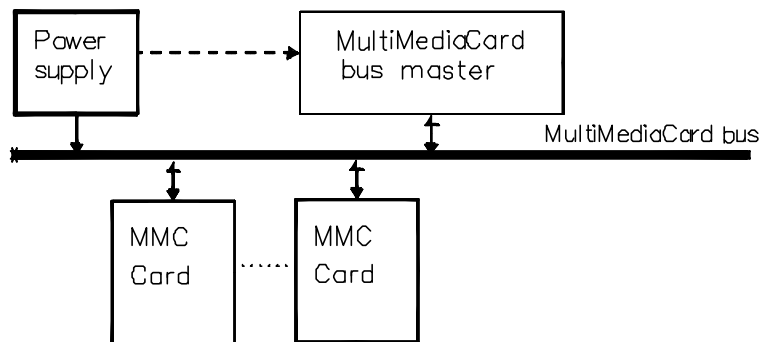 Power
supply
MultiMediaCard
bus master
MultiMediaCard bus
MMC
Card
MMC
Card